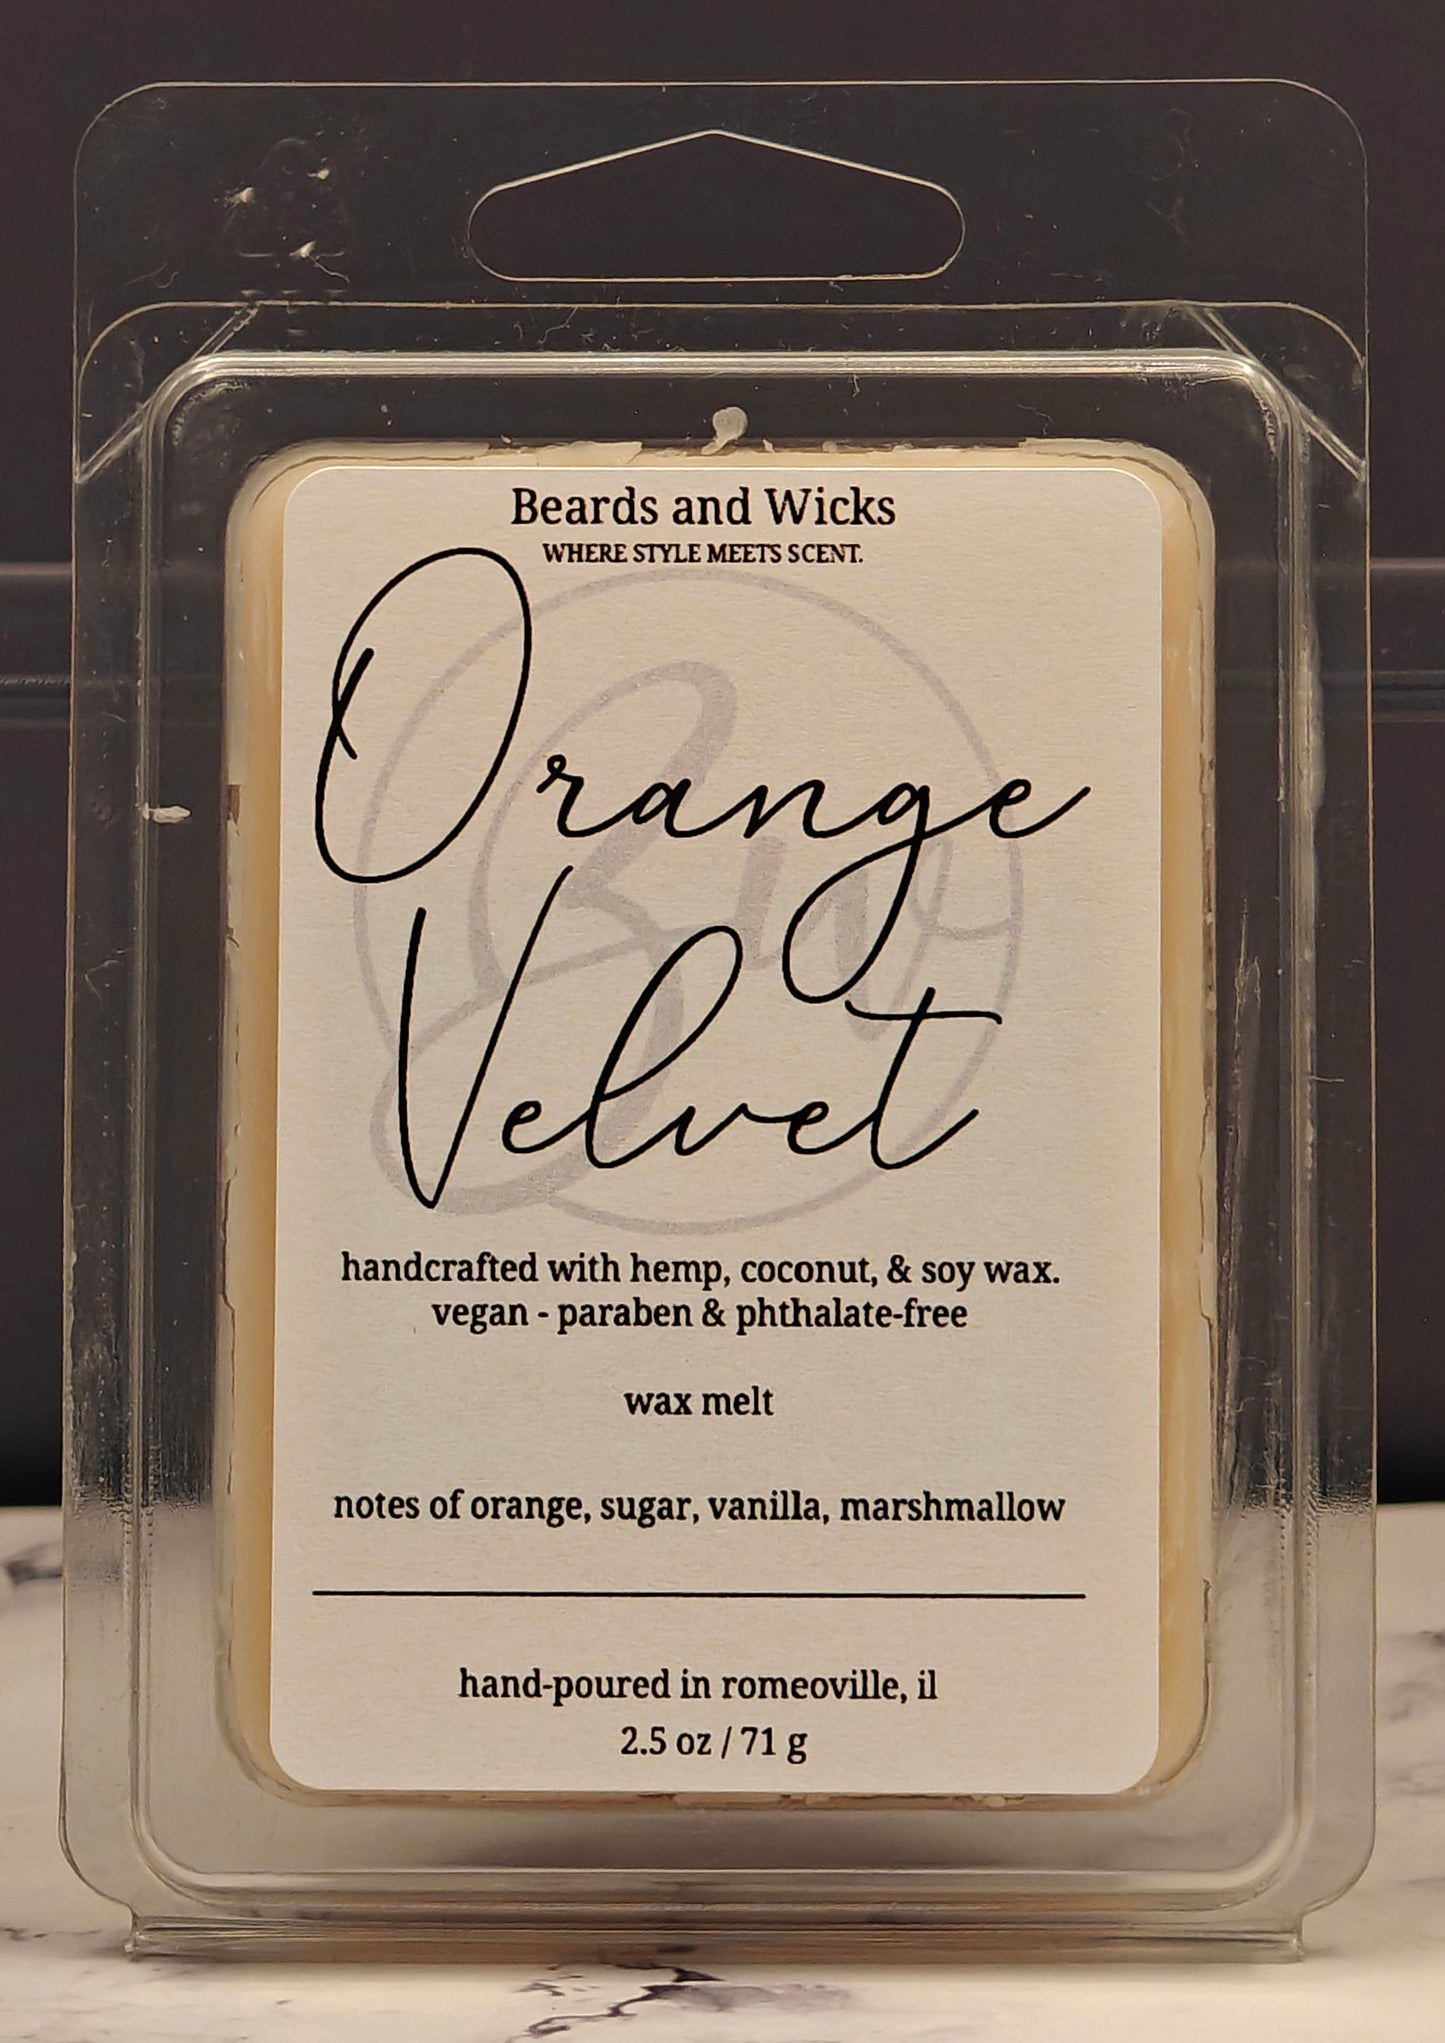 Beards and Wicks
WHERE STYLE MEETS SCENT.
Orange
Velvet
Bw
handcrafted with hemp, coconut, & soy wax.
vegan - paraben & phthalate-free
wax melt
notes of orange, sugar, vanilla, marshmallow
hand-poured in romeoville, il
2.5 oz / 71 g